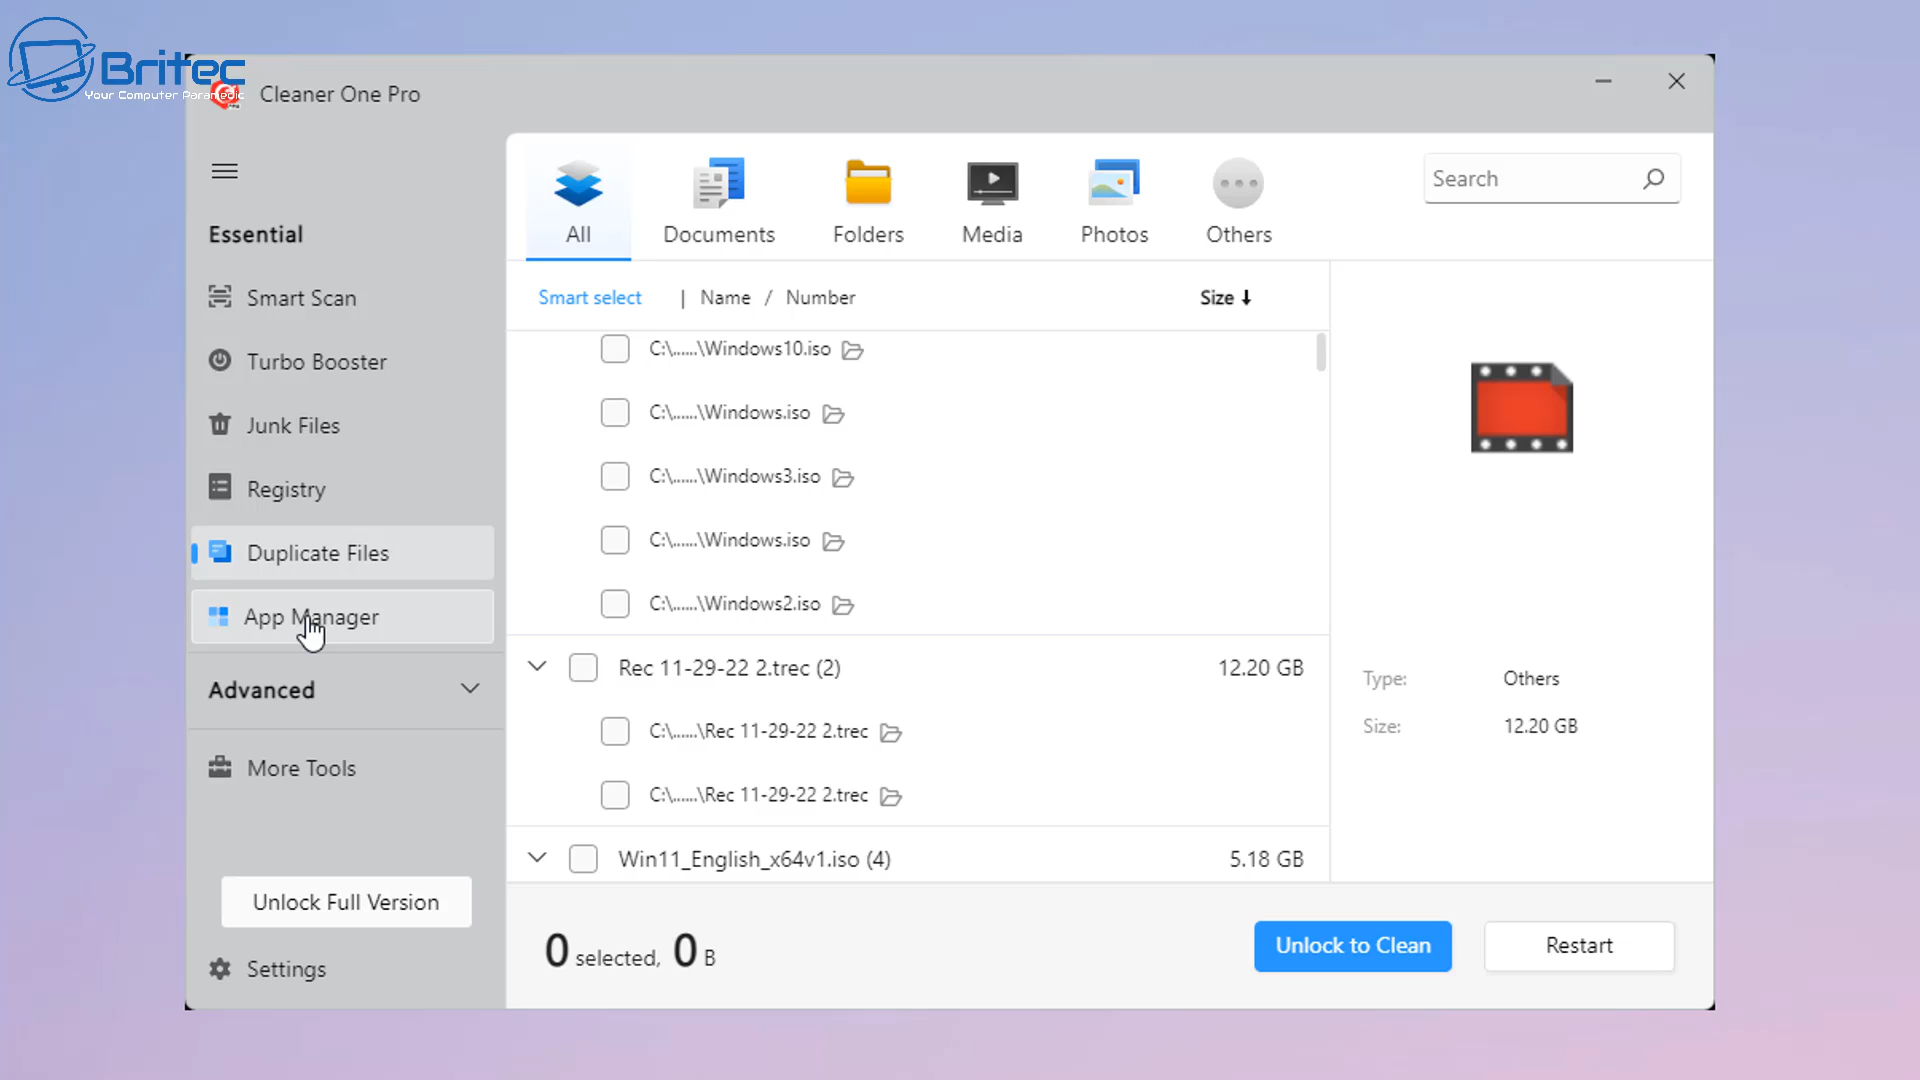 Britec
Your Computer Paramedic
Cleaner One Pro
Essential
Smart Scan
Turbo Booster
Junk Files
Registry
Duplicate Files
App Manager
Advanced
More Tools
Unlock Full Version
Settings
All
Documents
Folders
Media
Photos
Others
Search
Smart select | Name / Number Size
C:\......\Windows10.iso
C:\......\Windows.iso
C:\......\Windows3.iso
C:\......\Windows.iso
C:\......\Windows2.iso
Rec 11-29-22 2.trec (2) 12.20 GB
C:\......\Rec 11-29-22 2.trec
C:\......\Rec 11-29-22 2.trec
Win11_English_x64v1.iso (4) 5.18 GB
Type: Others
Size: 12.20 GB
0 selected, 0 B
Unlock to Clean
Restart